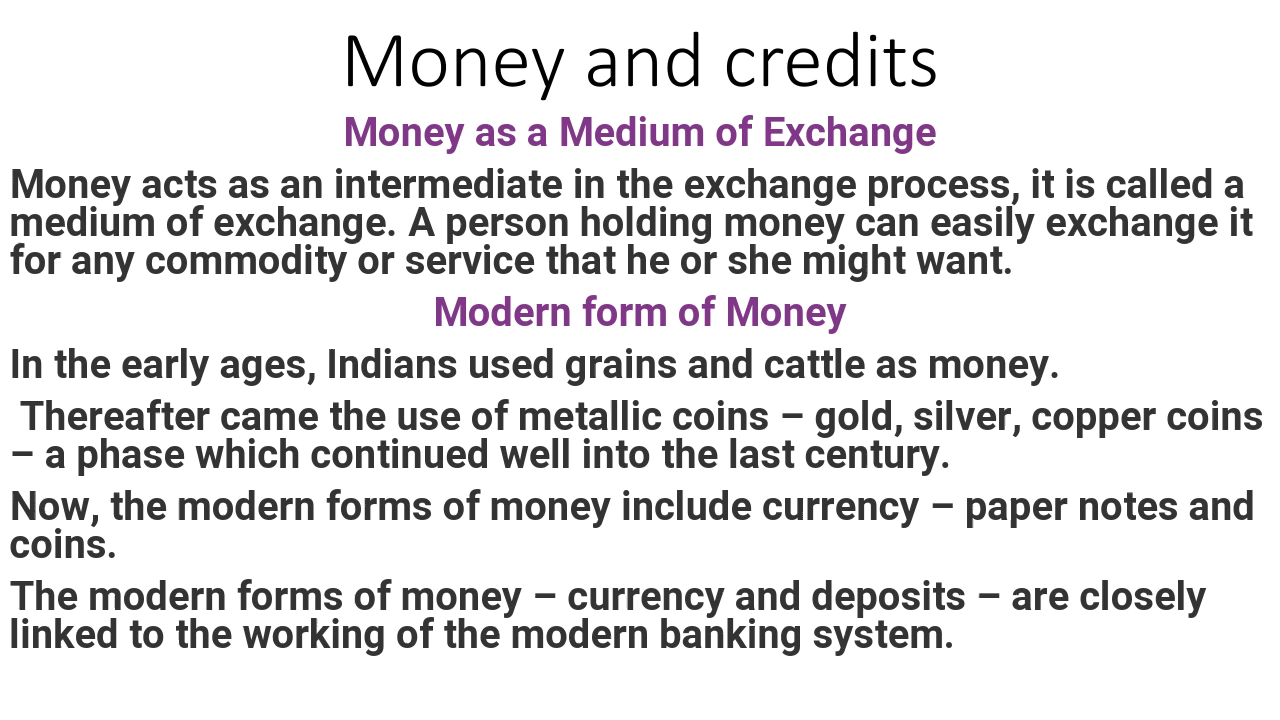 Money and credits
Money as a Medium of Exchange
Money acts as an intermediate in the exchange process, it is called a
medium of exchange. A person holding money can easily exchange it
for any commodity or service that he or she might want.
Modern form of Money
In the early ages, Indians used grains and cattle as money.
Thereafter came the use of metallic coins – gold, silver, copper coins
– a phase which continued well into the last century.
Now, the modern forms of money include currency – paper notes and
coins.
The modern forms of money – currency and deposits – are closely
linked to the working of the modern banking system.